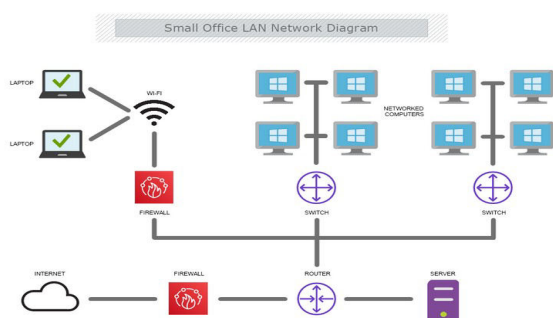 Small Office LAN Network Diagram
LAPTOP
WI-FI
NETWORKED
COMPUTERS
LAPTOP
FIREWALL
SWITCH
SWITCH
INTERNET
FIREWALL
ROUTER
SERVER